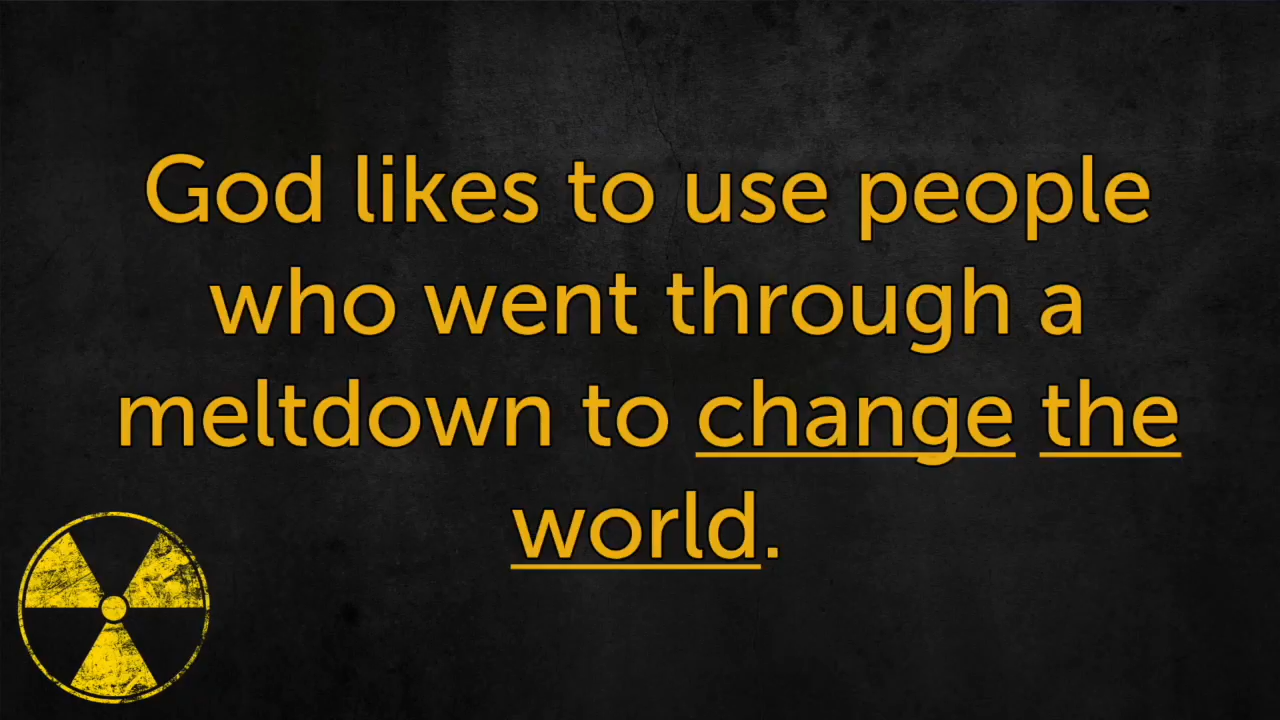 God likes to use people
who went through a
meltdown to change the
world.